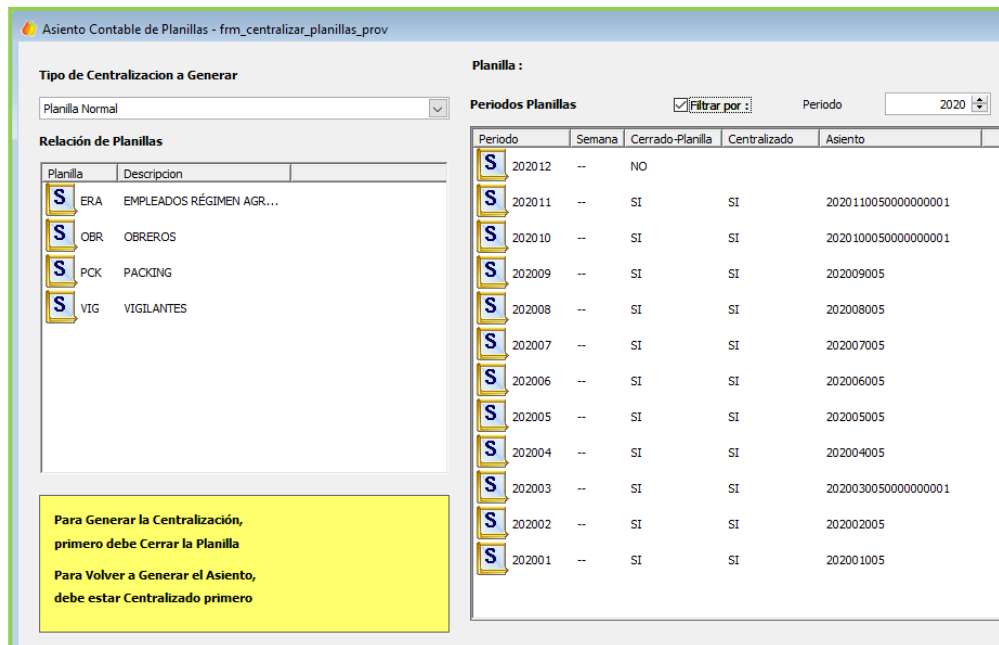 Asiento Contable de Planillas - frm_centralizar_planillas_prov
Tipo de Centralizacion a Generar
Planilla Normal
Relación de Planillas
Planilla Descripcion
S ERA EMPLEADOS RÉGIMEN AGR...
S OBR OBREROS
S PCK PACKING
S VIG VIGILANTES
Para Generar la Centralización,
primero debe Cerrar la Planilla
Para Volver a Generar el Asiento,
debe estar Centralizado primero
Planilla :
Periodos Planillas Filtrar por : Periodo 2020
Periodo Semana Cerrado-Planilla Centralizado Asiento
S 202012 -- NO
S 202011 -- SI SI 2020110050000000001
S 202010 -- SI SI 2020100050000000001
S 202009 -- SI SI 202009005
S 202008 -- SI SI 202008005
S 202007 -- SI SI 202007005
S 202006 -- SI SI 202006005
S 202005 -- SI SI 202005005
S 202004 -- SI SI 202004005
S 202003 -- SI SI 2020030050000000001
S 202002 -- SI SI 202002005
S 202001 -- SI SI 202001005